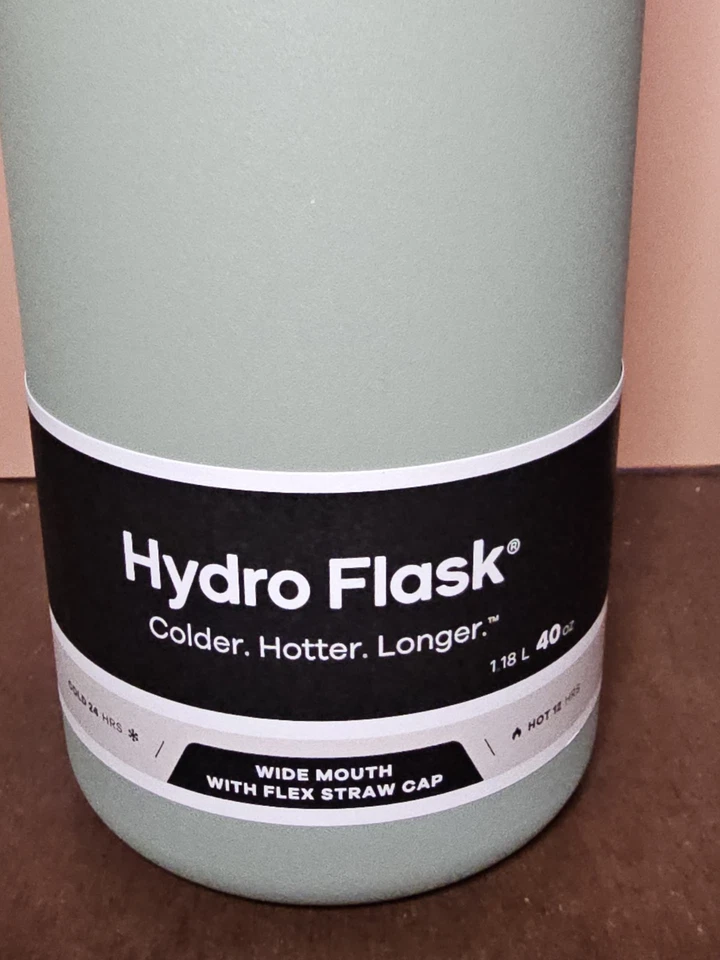 Hydro Flask®
Colder. Hotter. Longer.™
1.18 L 40 oz
COLD 24 HRS
HOT 12 HRS
WIDE MOUTH
WITH FLEX STRAW CAP